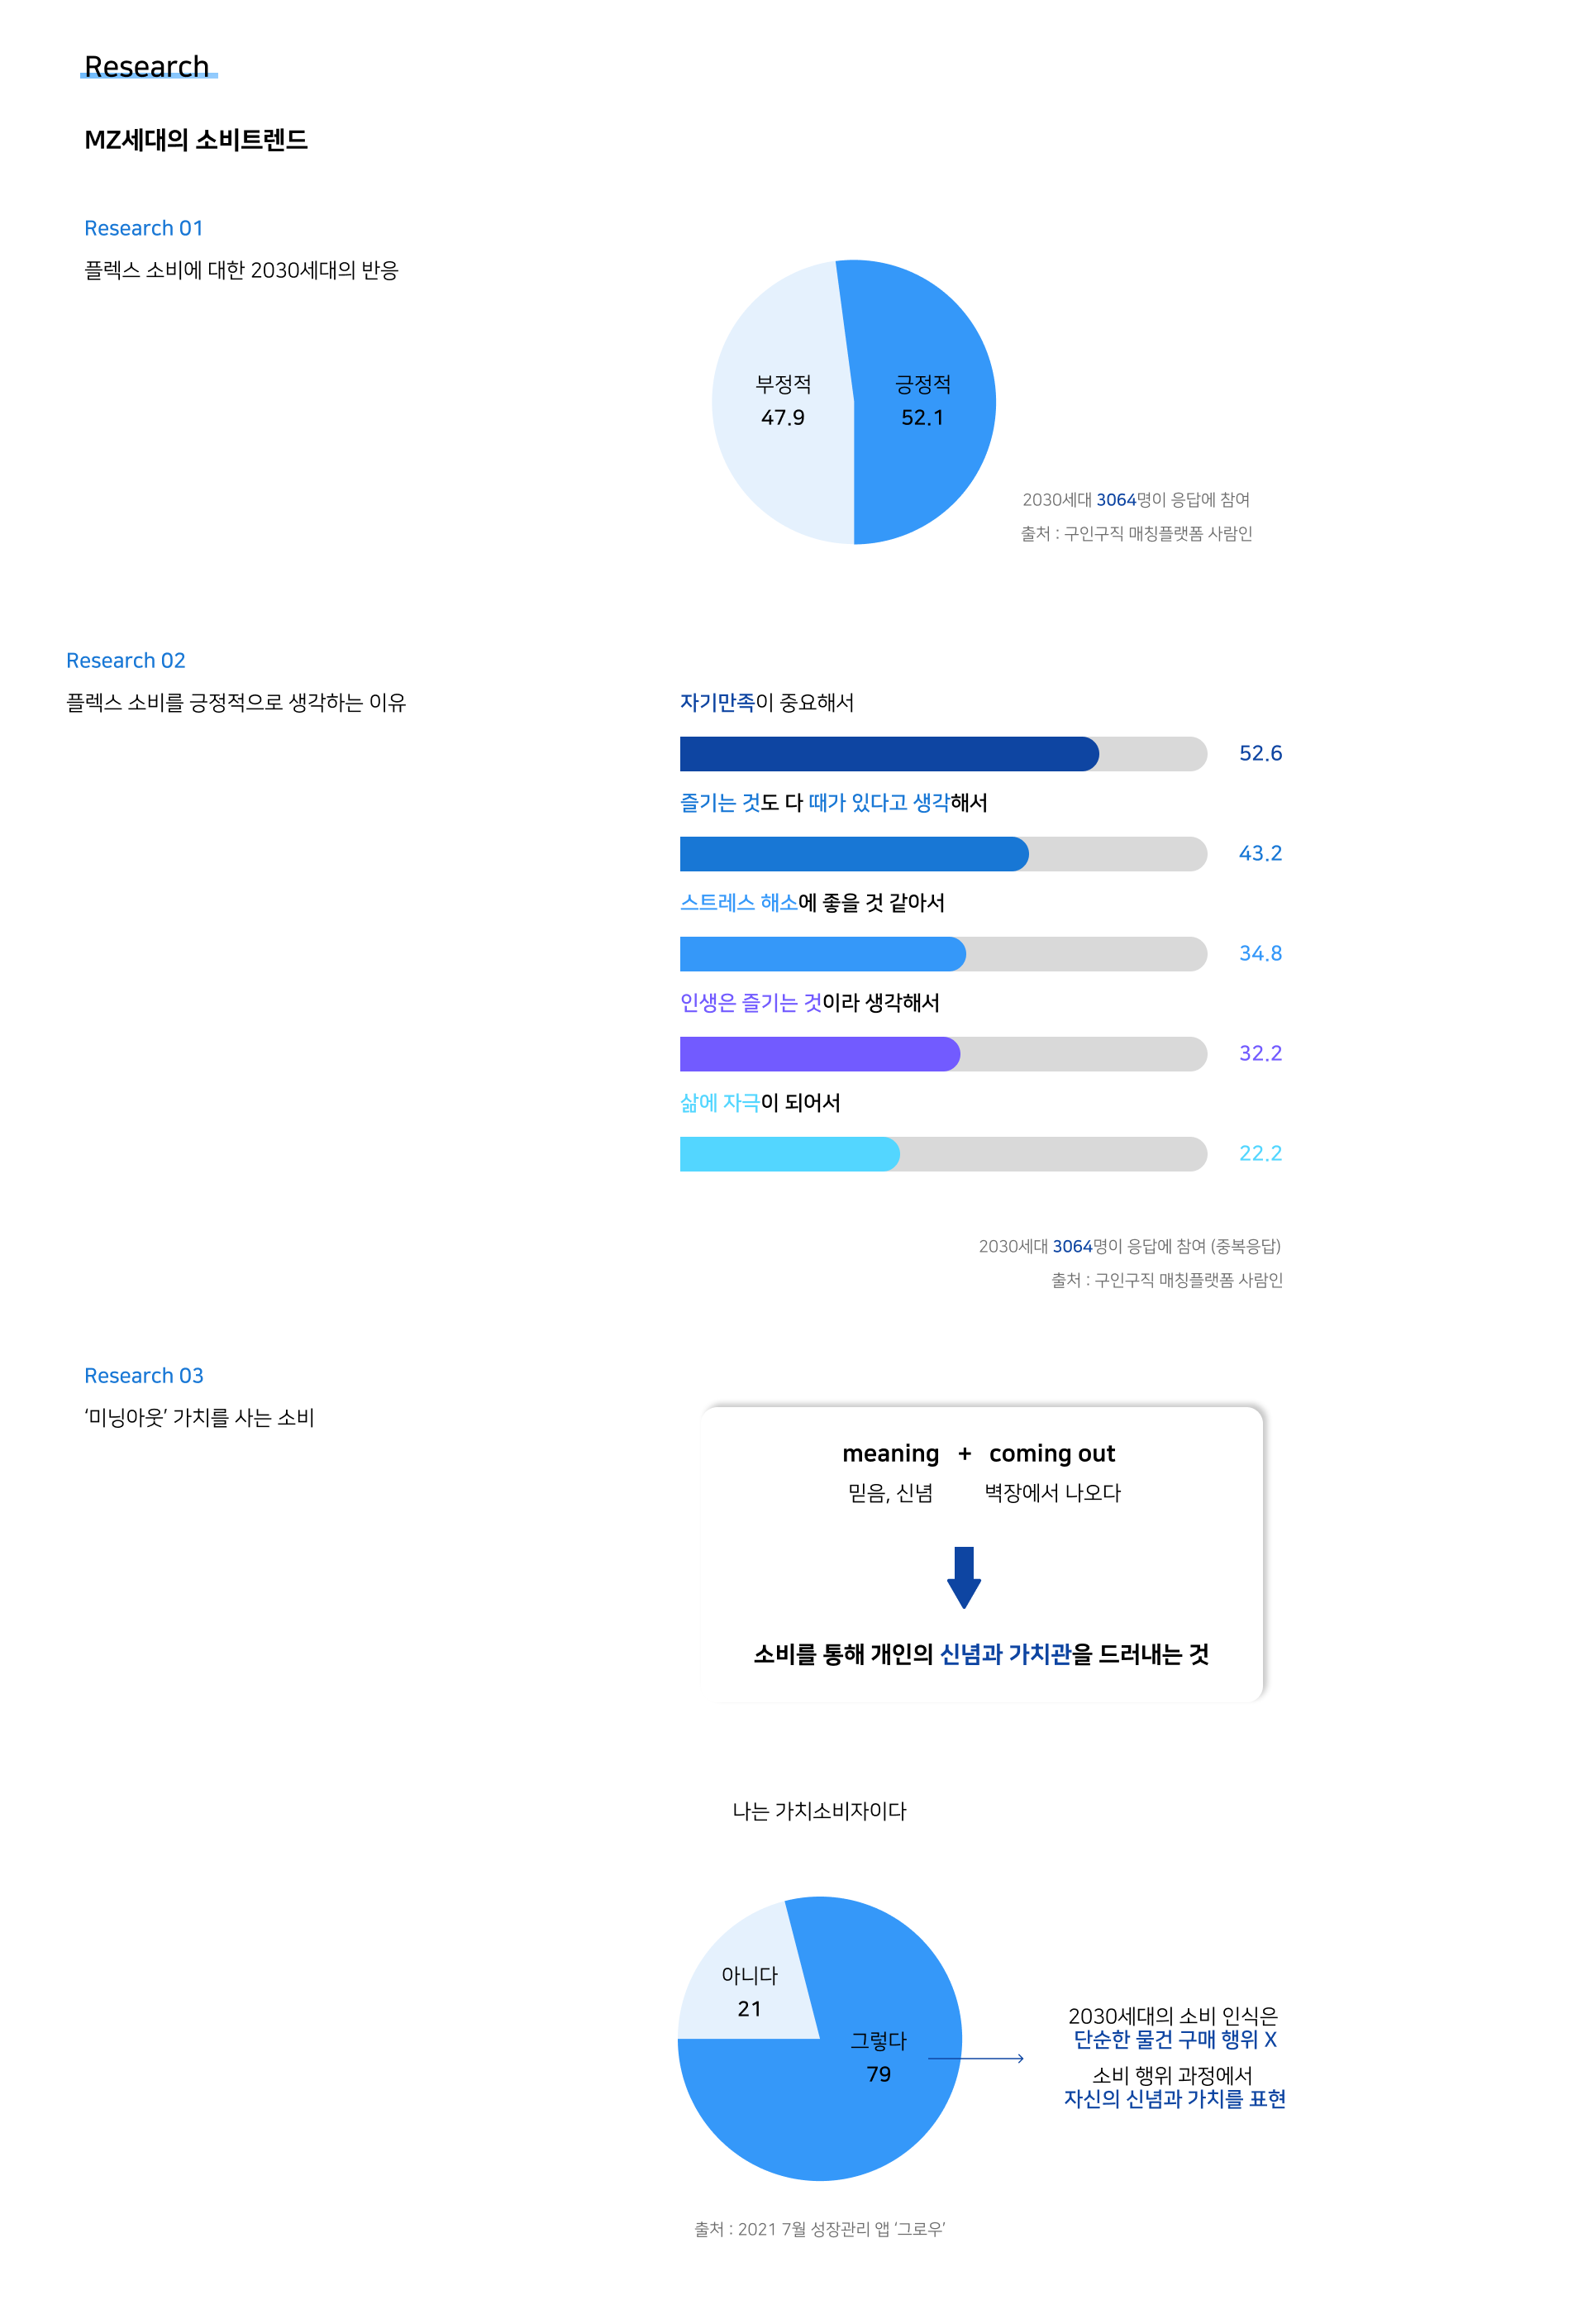 Research
MZ세대의 소비트렌드
Research 01
플렉스 소비에 대한 2030세대의 반응
부정적
47.9
긍정적
52.1
2030세대 3064명이 응답에 참여
출처 : 구인구직 매칭플랫폼 사람인
Research 02
플렉스 소비를 긍정적으로 생각하는 이유
자기만족이 중요해서
52.6
즐기는 것도 다 때가 있다고 생각해서
43.2
스트레스 해소에 좋을 것 같아서
34.8
인생은 즐기는 것이라 생각해서
32.2
삶에 자극이 되어서
22.2
2030세대 3064명이 응답에 참여 (중복응답)
출처 : 구인구직 매칭플랫폼 사람인
Research 03
‘미닝아웃’ 가치를 사는 소비
meaning + coming out
믿음, 신념 벽장에서 나오다
소비를 통해 개인의 신념과 가치관을 드러내는 것
나는 가치소비자이다
아니다
21
그렇다
79
2030세대의 소비 인식은
단순한 물건 구매 행위 X
소비 행위 과정에서
자신의 신념과 가치를 표현
출처 : 2021 7월 성장관리 앱 ‘그로우’